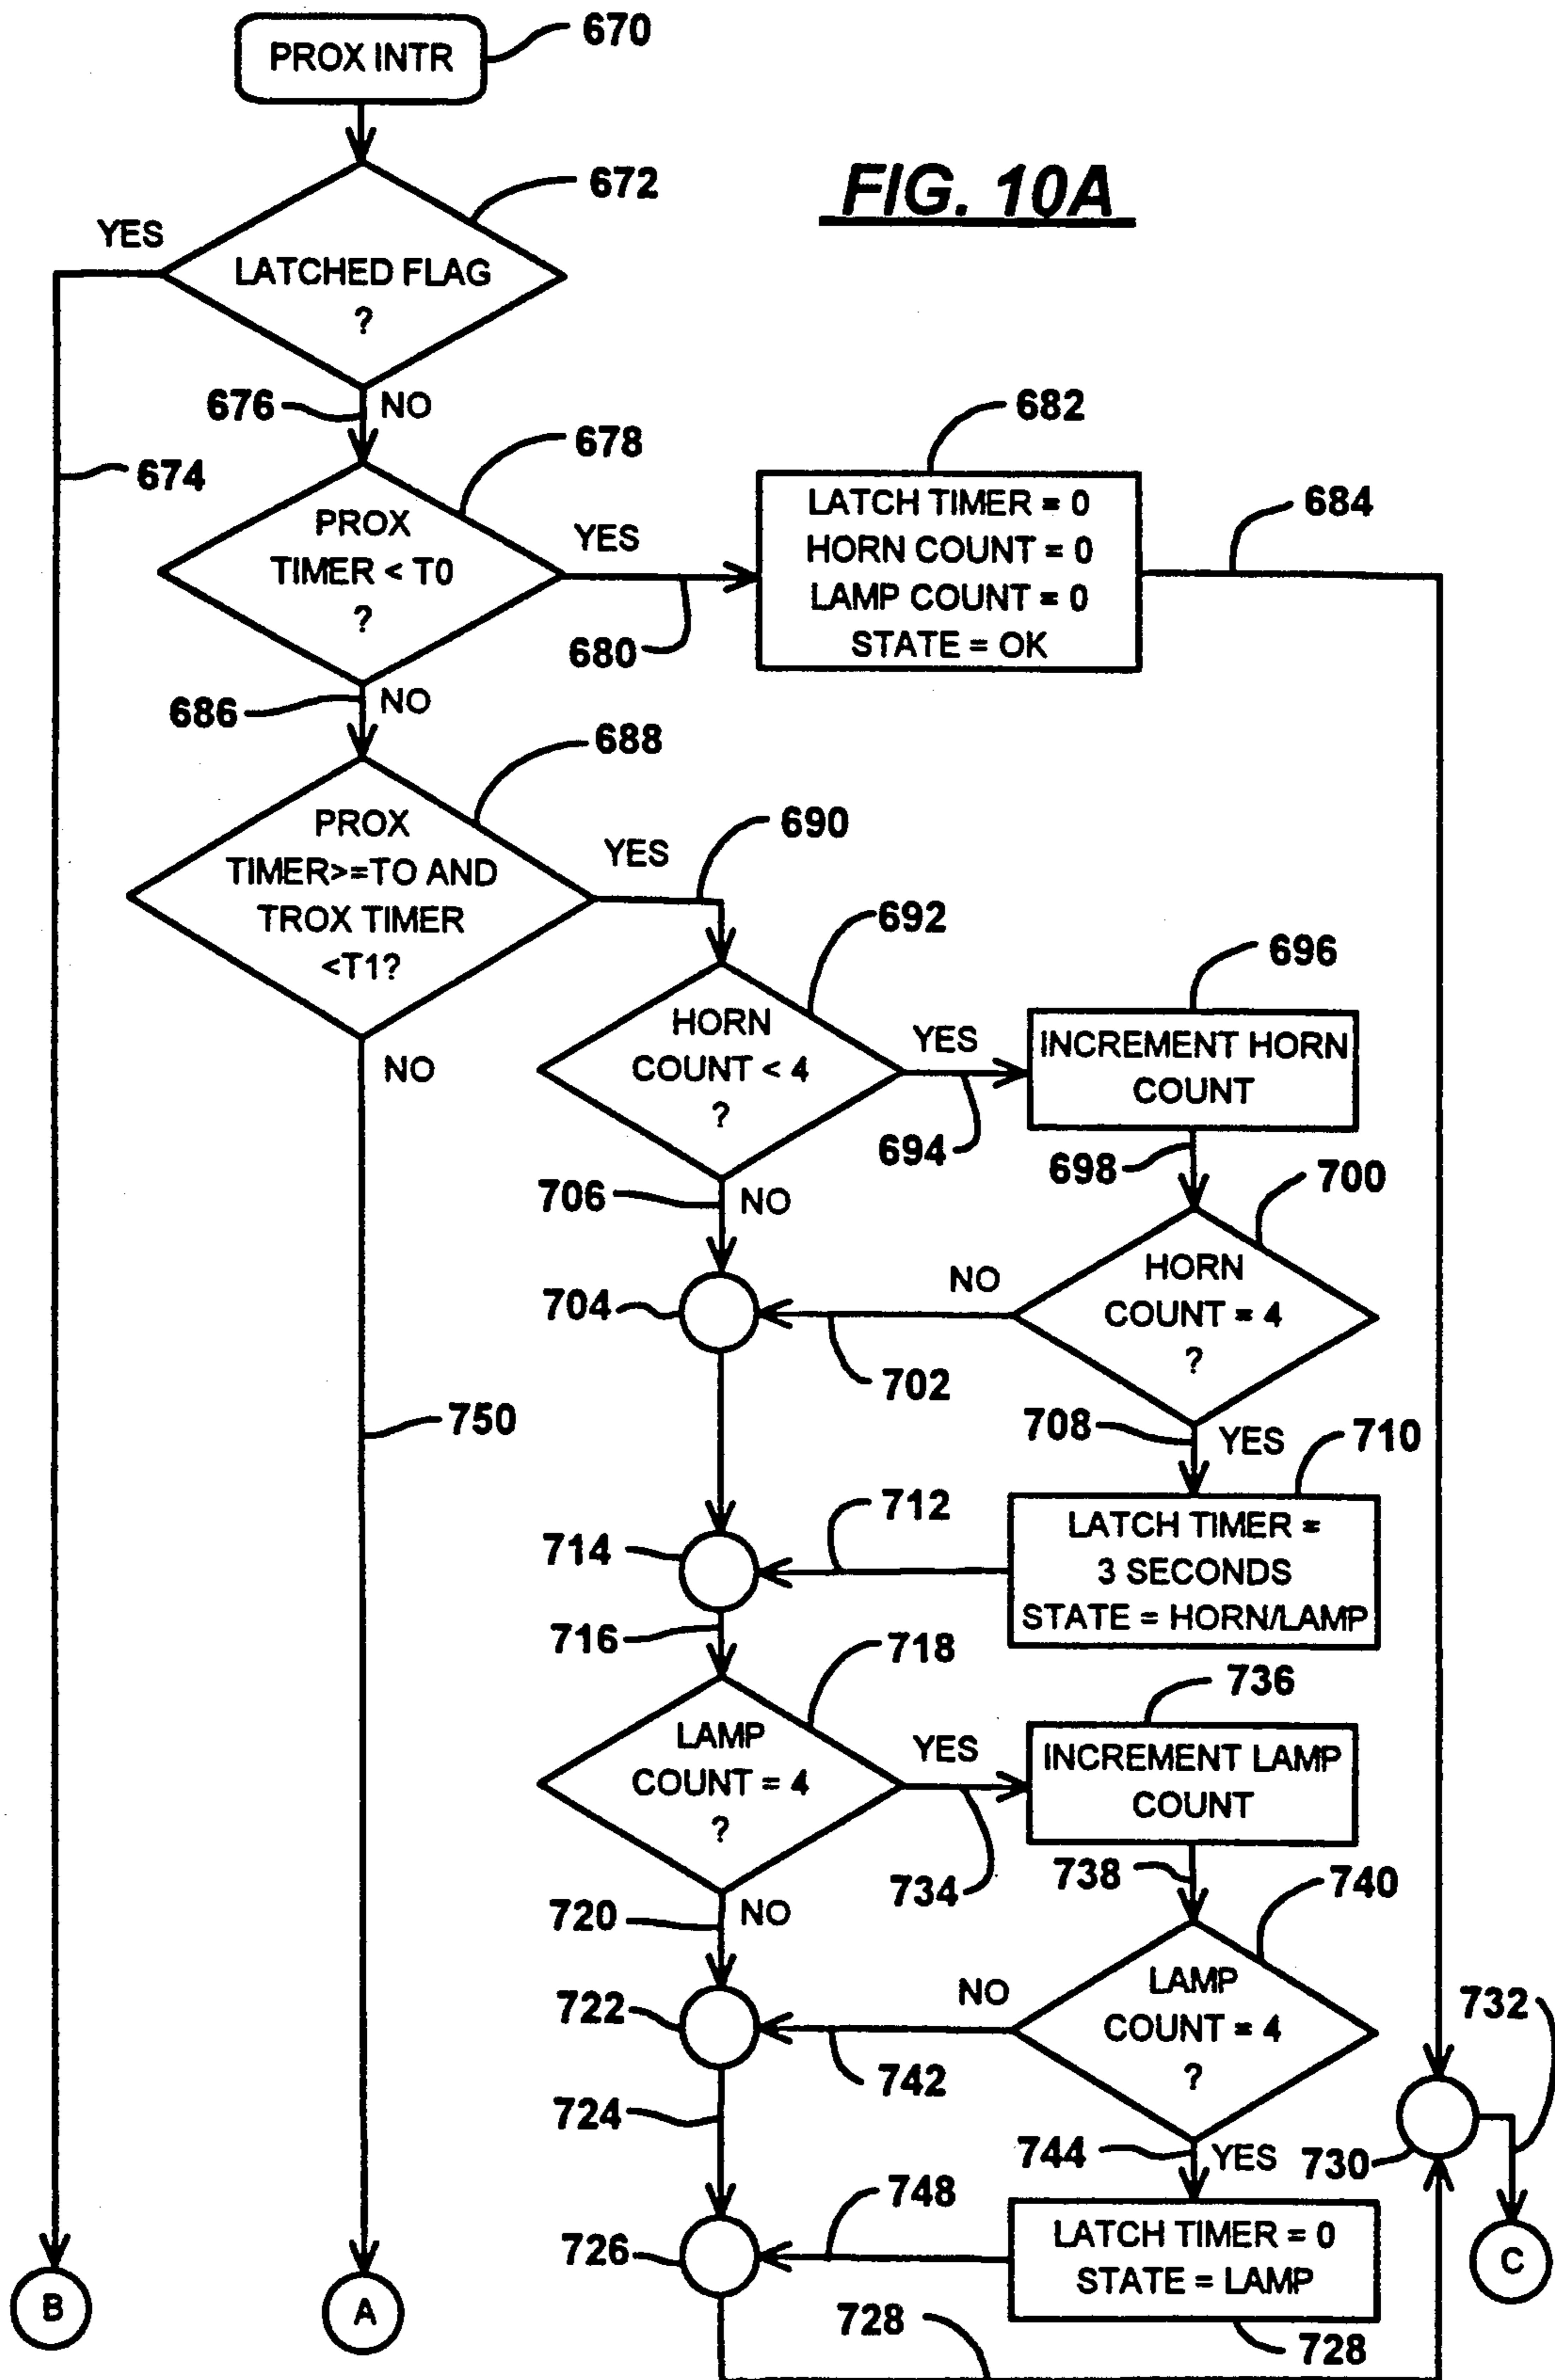 PROX INTR
670
FIG. 10A
672
YES
LATCHED FLAG
?
676
NO
674
678
PROX
TIMER < T0
?
YES
680
682
LATCH TIMER = 0
HORN COUNT = 0
LAMP COUNT = 0
STATE = OK
684
686
NO
688
PROX
TIMER>=TO AND
TROX TIMER
<T1?
YES
690
NO
692
HORN
COUNT < 4
?
YES
694
696
INCREMENT HORN
COUNT
698
700
706
NO
704
NO
702
HORN
COUNT = 4
?
750
708
YES
710
712
714
LATCH TIMER =
3 SECONDS
STATE = HORN/LAMP
716
718
LAMP
COUNT = 4
?
YES
734
736
INCREMENT LAMP
COUNT
738
740
720
NO
722
NO
742
LAMP
COUNT = 4
?
732
724
744
YES
730
748
726
LATCH TIMER = 0
STATE = LAMP
728
728
B
A
C